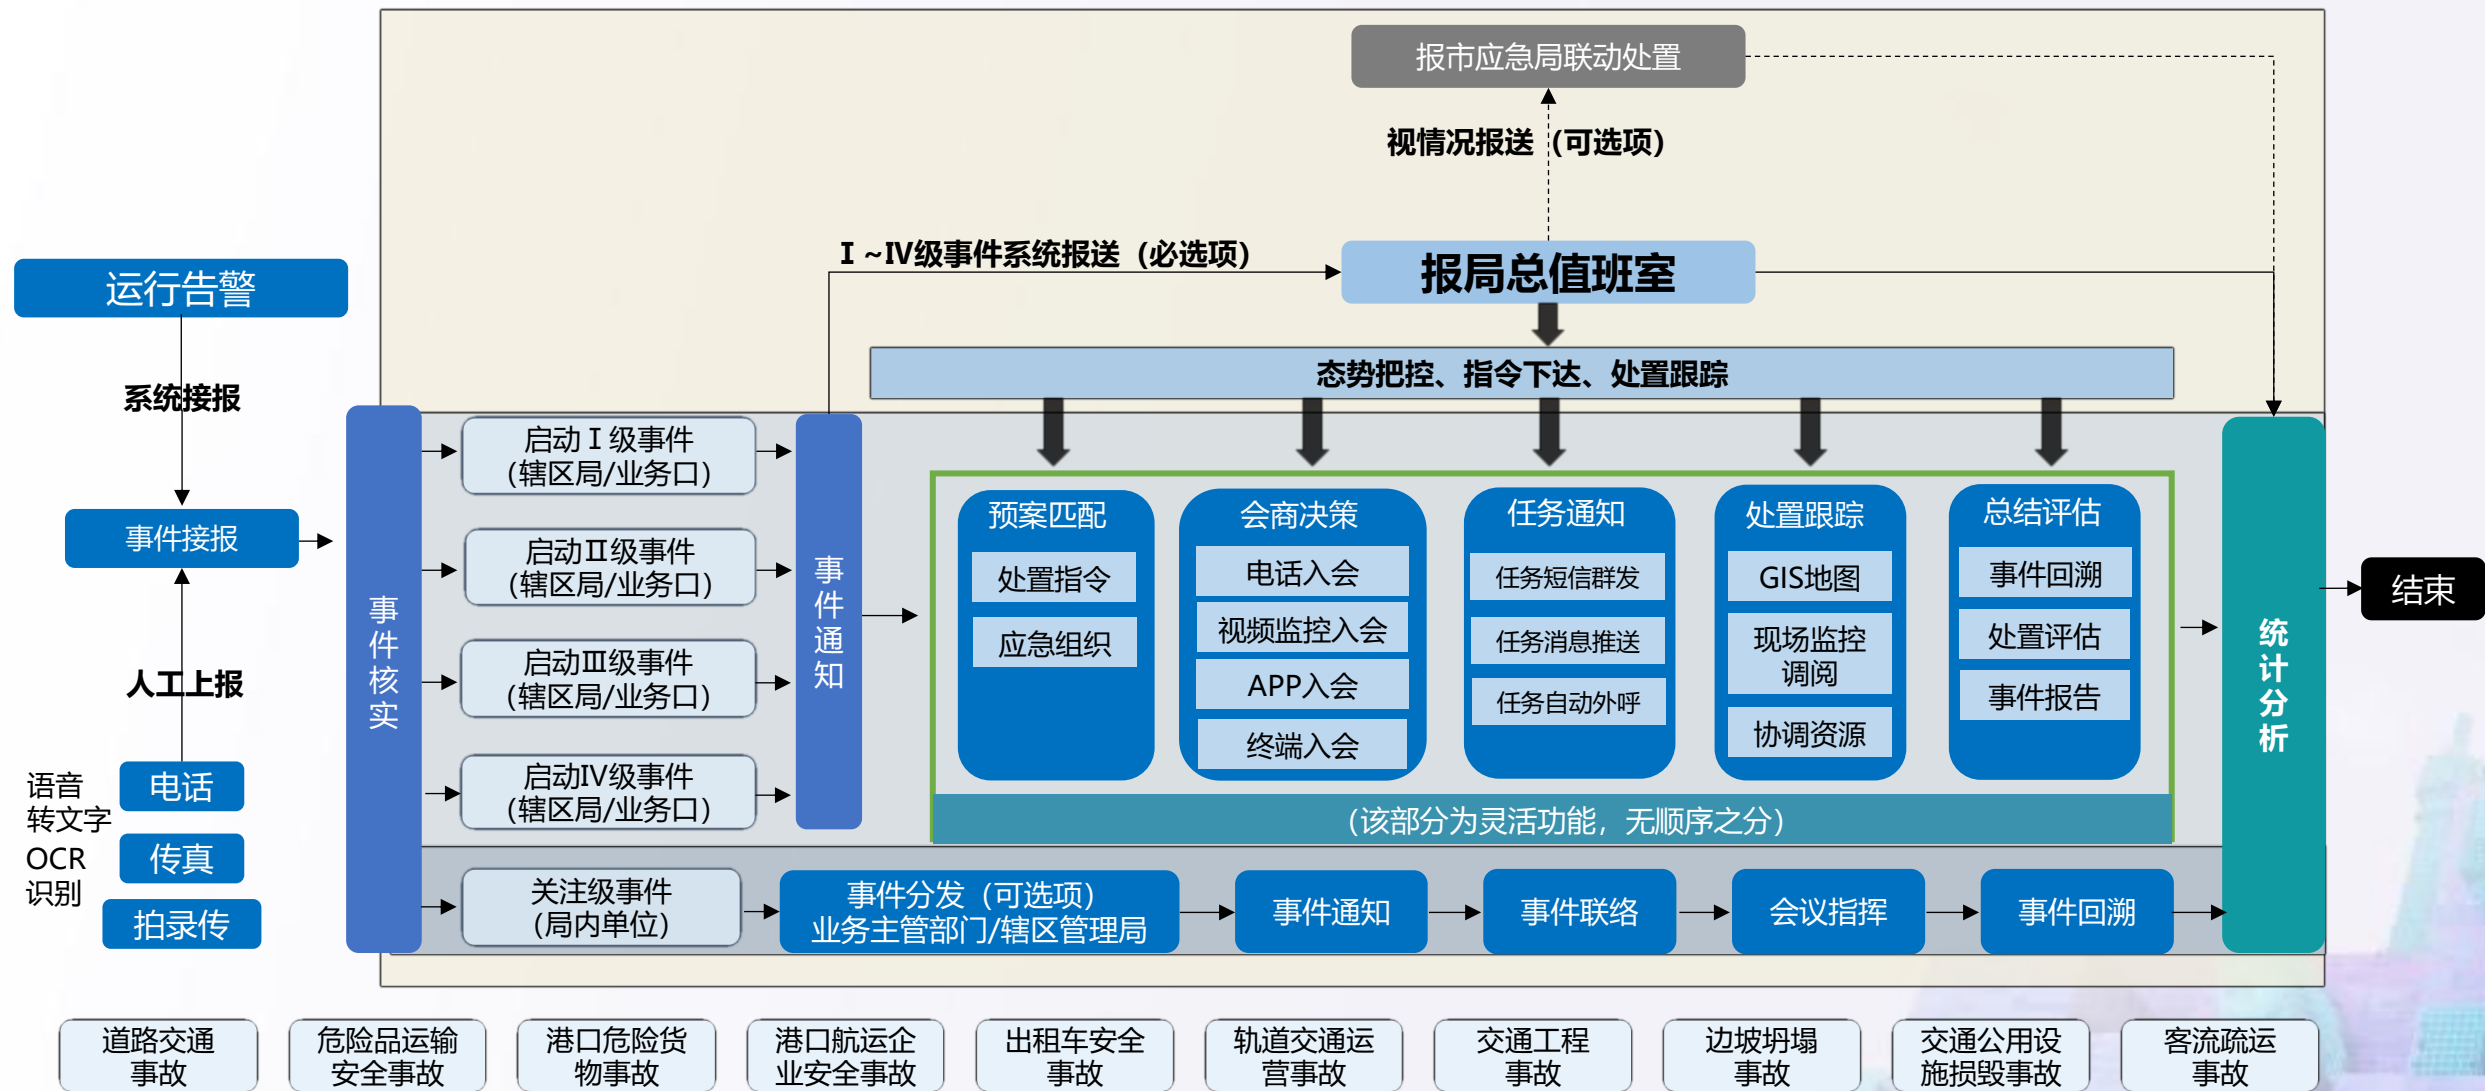 报市应急局联动处置
视情况报送（可选项）
Ⅰ~Ⅳ级事件系统报送（必选项）
报局总值班室
态势把控、指令下达、处置跟踪
运行告警
系统接报
事件接报
人工上报
语音
转文字
OCR
识别
电话
传真
拍录传
事件核实
启动Ⅰ级事件
(辖区局/业务口)
启动Ⅱ级事件
(辖区局/业务口)
启动Ⅲ级事件
(辖区局/业务口)
启动Ⅳ级事件
(辖区局/业务口)
事件通知
预案匹配
处置指令
应急组织
会商决策
电话入会
视频监控入会
APP入会
终端入会
任务通知
任务短信群发
任务消息推送
任务自动外呼
处置跟踪
GIS地图
现场监控
调阅
协调资源
总结评估
事件回溯
处置评估
事件报告
（该部分为灵活功能，无顺序之分）
统计分析
结束
关注级事件
(局内单位)
事件分发（可选项）
业务主管部门/辖区管理局
事件通知
事件联络
会议指挥
事件回溯
道路交通
事故
危险品运输
安全事故
港口危险货
物事故
港口航运企
业安全事故
出租车安全
事故
轨道交通运
营事故
交通工程
事故
边坡坍塌
事故
交通公用设
施损毁事故
客流疏运
事故